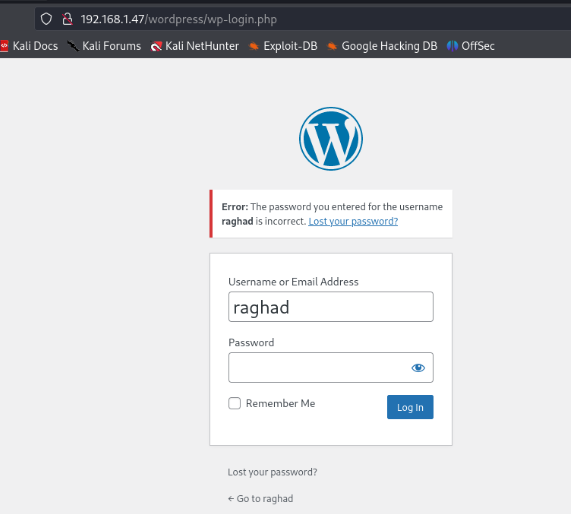 192.168.1.47/wordpress/wp-login.php
Kali Docs Kali Forums Kali NetHunter Exploit-DB Google Hacking DB OffSec
Error: The password you entered for the username
raghad is incorrect. Lost your password?
Username or Email Address
raghad
Password
Remember Me
Log In
Lost your password?
← Go to raghad